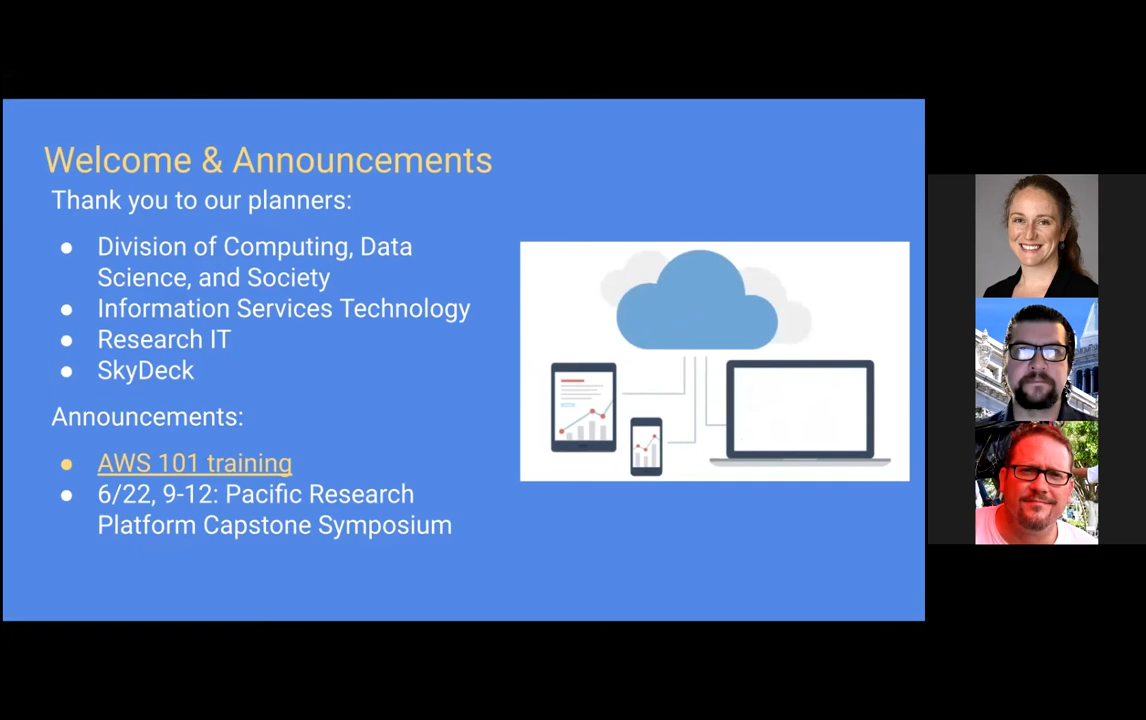 Welcome & Announcements
Thank you to our planners:
● Division of Computing, Data
Science, and Society
● Information Services Technology
● Research IT
● SkyDeck
Announcements:
● AWS 101 training
● 6/22, 9-12: Pacific Research
Platform Capstone Symposium